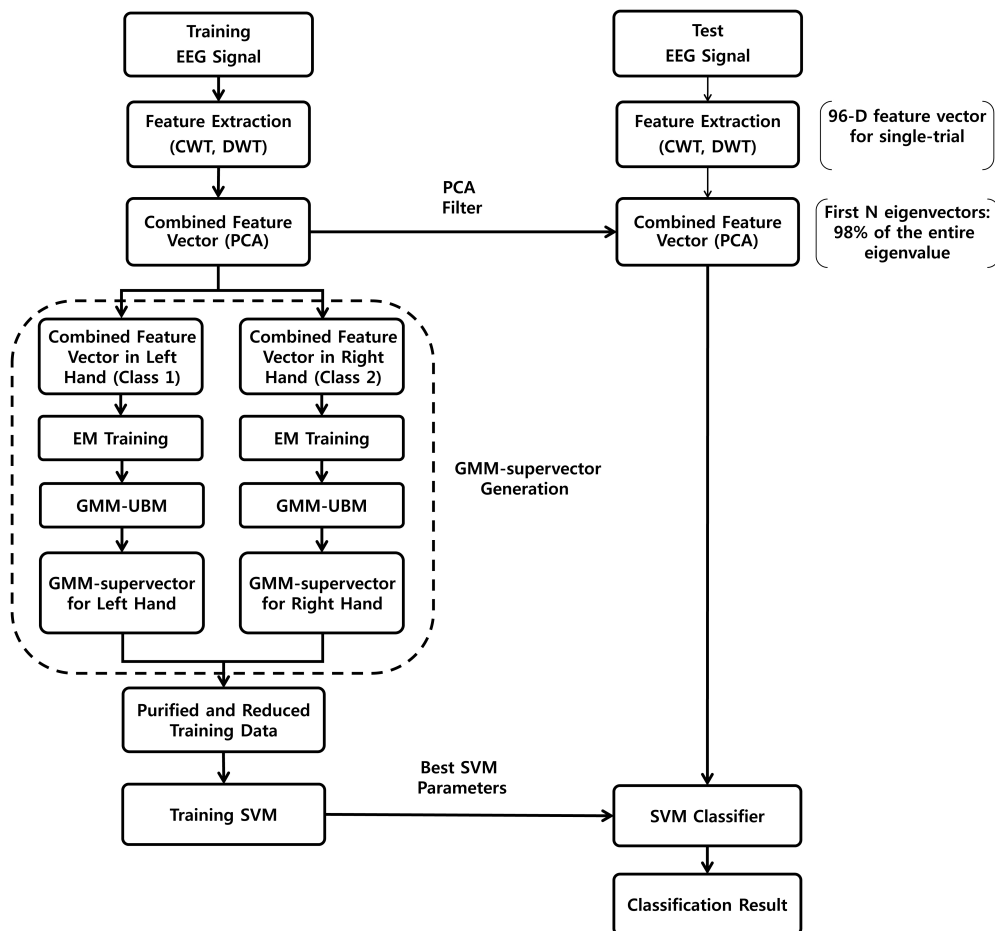 Training
EEG Signal
Test
EEG Signal
Feature Extraction
(CWT, DWT)
Feature Extraction
(CWT, DWT)
96-D feature vector
for single-trial
PCA
Filter
Combined Feature
Vector (PCA)
Combined Feature
Vector (PCA)
First N eigenvectors:
98% of the entire
eigenvalue
Combined Feature
Vector in Left
Hand (Class 1)
Combined Feature
Vector in Right
Hand (Class 2)
EM Training
EM Training
GMM-supervector
Generation
GMM-UBM
GMM-UBM
GMM-supervector
for Left Hand
GMM-supervector
for Right Hand
Purified and Reduced
Training Data
Best SVM
Parameters
Training SVM
SVM Classifier
Classification Result